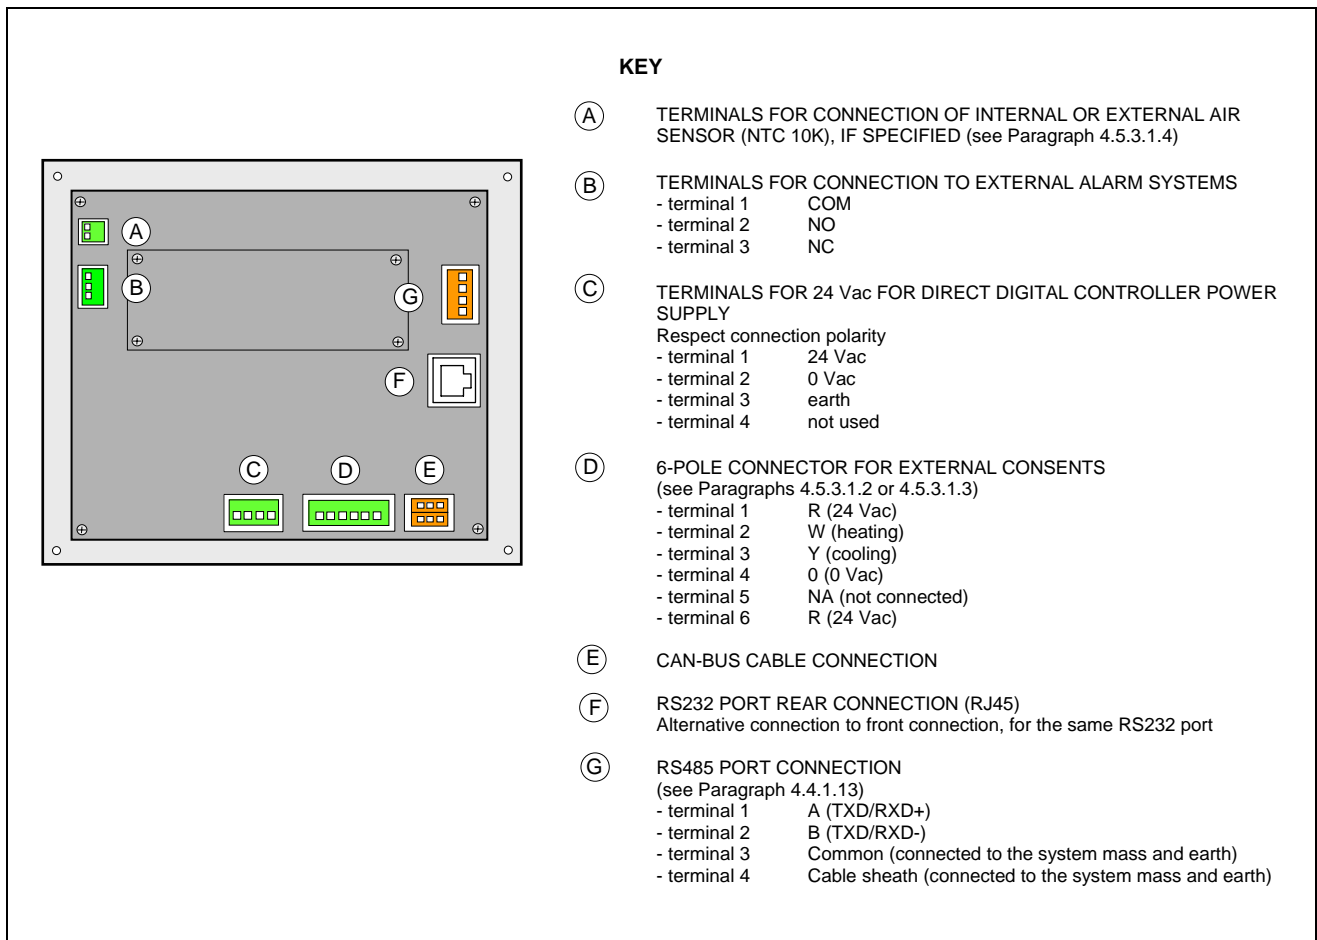 KEY
A TERMINALS FOR CONNECTION OF INTERNAL OR EXTERNAL AIR
SENSOR (NTC 10K), IF SPECIFIED (see Paragraph 4.5.3.1.4)
B TERMINALS FOR CONNECTION TO EXTERNAL ALARM SYSTEMS
- terminal 1 COM
- terminal 2 NO
- terminal 3 NC
C TERMINALS FOR 24 Vac FOR DIRECT DIGITAL CONTROLLER POWER
SUPPLY
Respect connection polarity
- terminal 1 24 Vac
- terminal 2 0 Vac
- terminal 3 earth
- terminal 4 not used
D 6-POLE CONNECTOR FOR EXTERNAL CONSENTS
(see Paragraphs 4.5.3.1.2 or 4.5.3.1.3)
- terminal 1 R (24 Vac)
- terminal 2 W (heating)
- terminal 3 Y (cooling)
- terminal 4 0 (0 Vac)
- terminal 5 NA (not connected)
- terminal 6 R (24 Vac)
E CAN-BUS CABLE CONNECTION
F RS232 PORT REAR CONNECTION (RJ45)
Alternative connection to front connection, for the same RS232 port
G RS485 PORT CONNECTION
(see Paragraph 4.4.1.13)
- terminal 1 A (TXD/RXD+)
- terminal 2 B (TXD/RXD-)
- terminal 3 Common (connected to the system mass and earth)
- terminal 4 Cable sheath (connected to the system mass and earth)
A
B
G
F
C D E